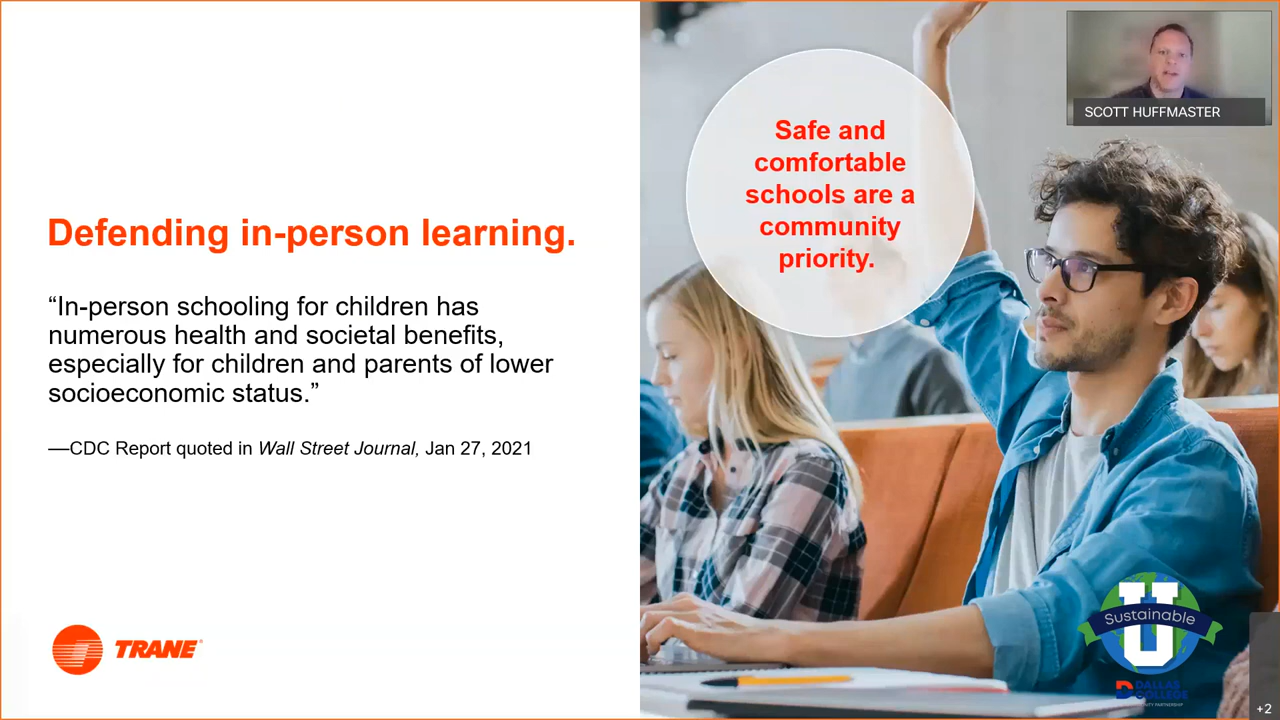 Defending in-person learning.
“In-person schooling for children has
numerous health and societal benefits,
especially for children and parents of lower
socioeconomic status.”
—CDC Report quoted in Wall Street Journal, Jan 27, 2021
TRANE®
Safe and
comfortable
schools are a
community
priority.
SCOTT HUFFMASTER
U
Sustainable
DALLAS
COLLEGE
PARTNERSHIP
+2